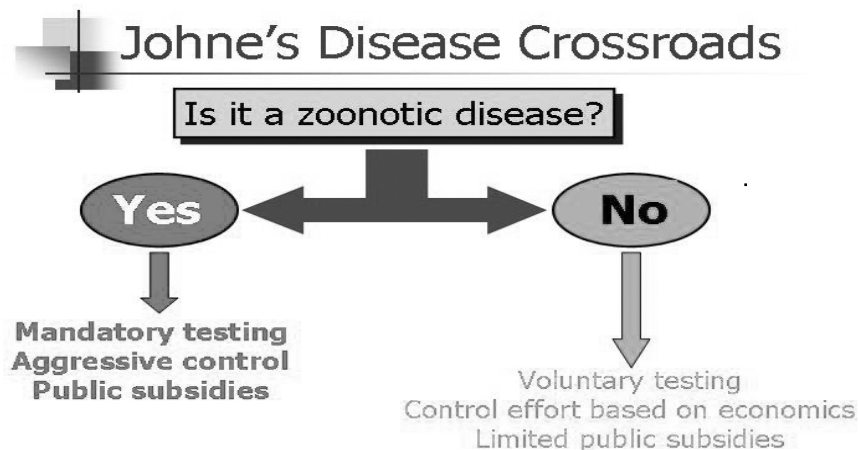 Johne's Disease Crossroads
Is it a zoonotic disease?
Yes
No
Mandatory testing
Aggressive control
Public subsidies
Voluntary testing
Control effort based on economics
Limited public subsidies